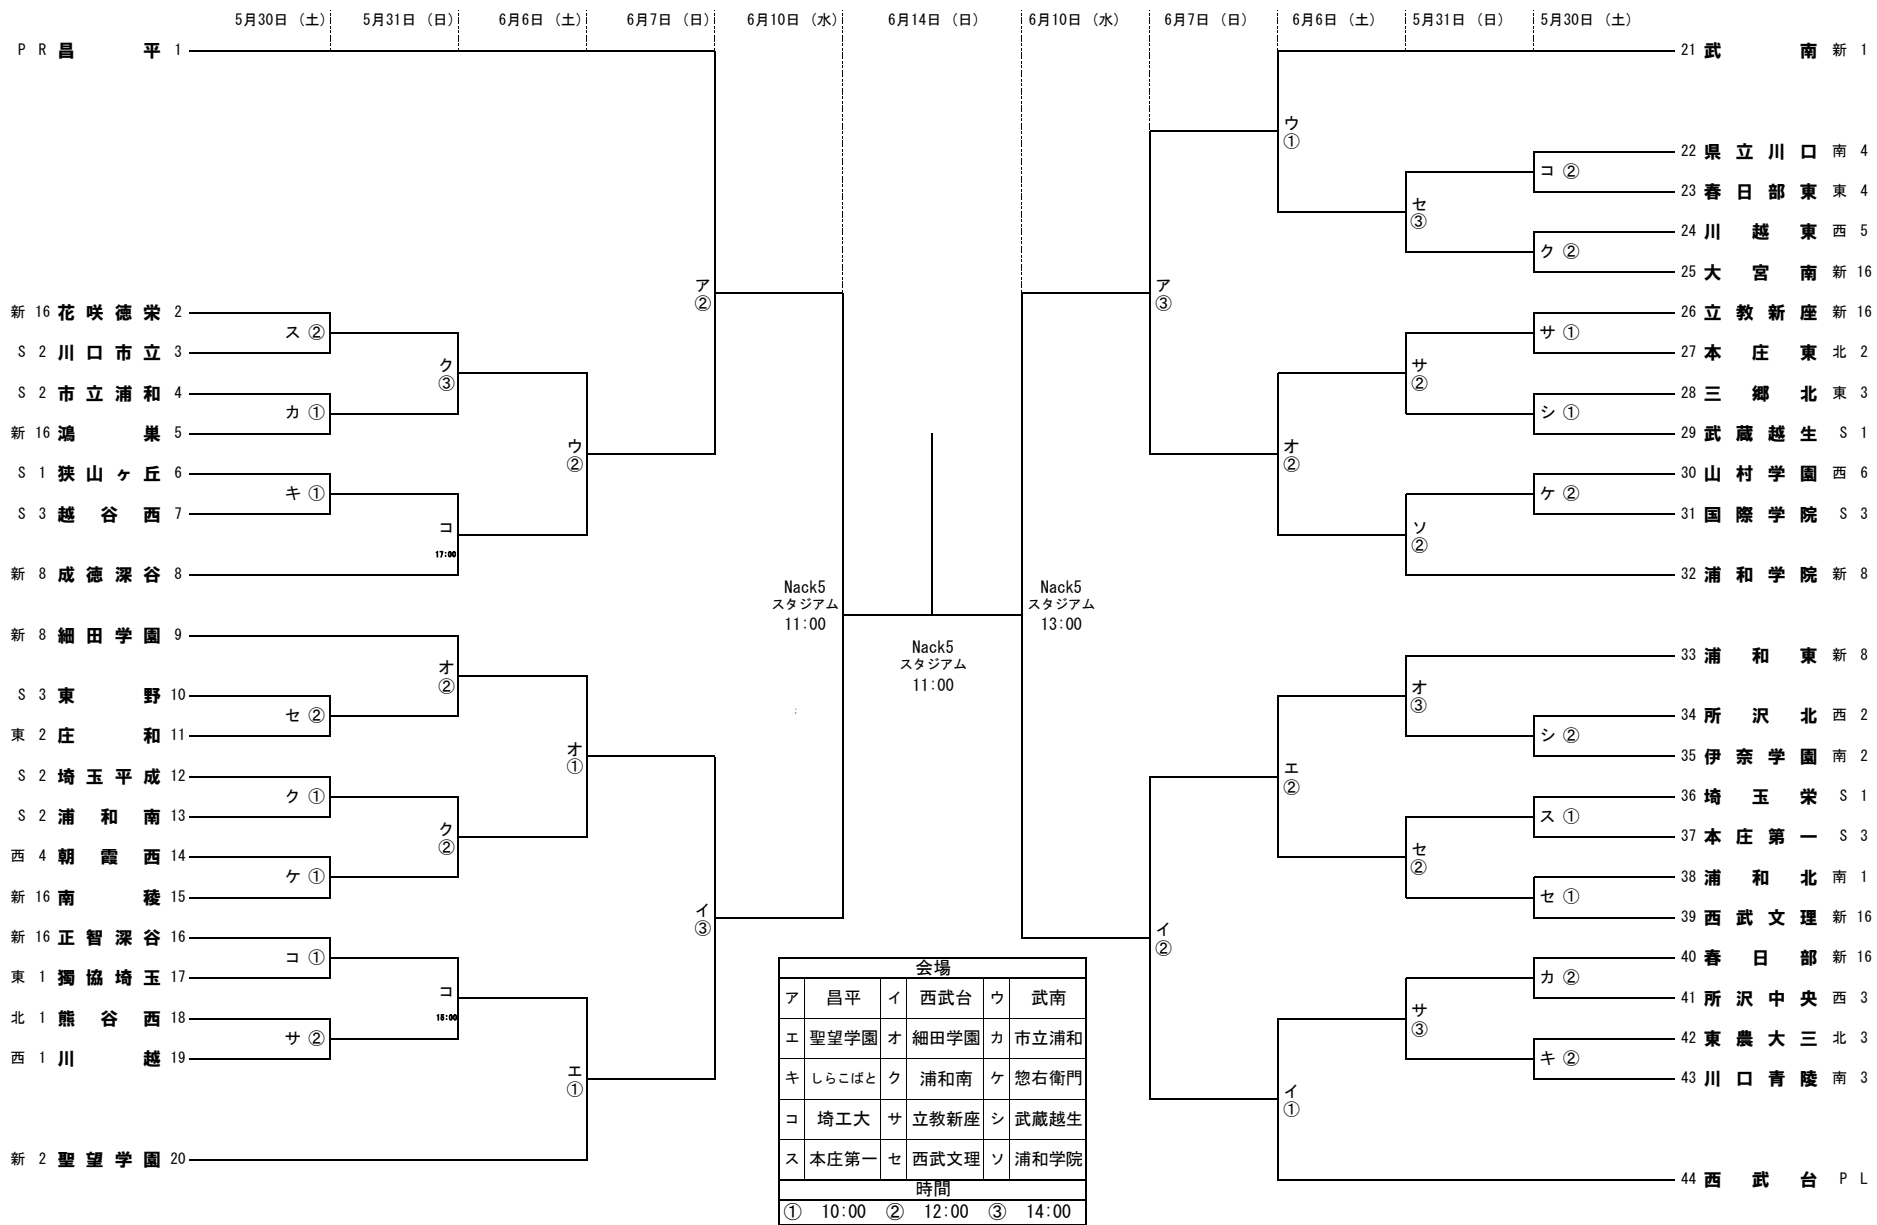 5月30日 (土) 5月31日 (日) 6月6日 (土) 6月7日 (日) 6月10日 (水) 6月14日 (日) 6月10日 (水) 6月7日 (日) 6月6日 (土) 5月31日 (日) 5月30日 (土)
P R 昌平 1
新 16 花咲徳栄 2
ス ②
S 2 川口市立 3
ク ③
S 2 市立浦和 4
カ ①
新 16 鴻巣 5
ウ ②
S 1 狭山ヶ丘 6
キ ①
S 3 越谷西 7
コ 17:00
新 8 成徳深谷 8
ア ②
新 8 細田学園 9
オ ②
S 3 東野 10
セ ②
東 2 庄和 11
オ ①
S 2 埼玉平成 12
ク ①
S 2 浦和南 13
ク ②
西 4 朝霞西 14
ケ ①
新 16 南稜 15
イ ③
新 16 正智深谷 16
コ ①
東 1 獨協埼玉 17
コ 15:00
北 1 熊谷西 18
サ ②
西 1 川越 19
エ ①
新 2 聖望学園 20
Nack5
スタジアム
11:00
Nack5
スタジアム
11:00
Nack5
スタジアム
13:00
21 武南 新 1
ウ ①
22 県立川口 南 4
コ ②
23 春日部東 東 4
セ ③
24 川越東 西 5
ク ②
25 大宮南 新 16
ア ③
26 立教新座 新 16
サ ①
27 本庄東 北 2
サ ②
28 三郷北 東 3
シ ①
29 武蔵越生 S 1
オ ②
30 山村学園 西 6
ケ ②
31 国際学院 S 3
ソ ②
32 浦和学院 新 8
33 浦和東 新 8
オ ③
34 所沢北 西 2
シ ②
35 伊奈学園 南 2
エ ②
36 埼玉栄 S 1
ス ①
37 本庄第一 S 3
セ ②
38 浦和北 南 1
セ ①
39 西武文理 新 16
イ ②
40 春日部 新 16
カ ②
41 所沢中央 西 3
サ ③
42 東農大三 北 3
キ ②
43 川口青陵 南 3
イ ①
44 西武台 P L
会場
ア 昌平 イ 西武台 ウ 武南
エ 聖望学園 オ 細田学園 カ 市立浦和
キ しらこばと ク 浦和南 ケ 惣右衛門
コ 埼工大 サ 立教新座 シ 武蔵越生
ス 本庄第一 セ 西武文理 ソ 浦和学院
時間
① 10:00 ② 12:00 ③ 14:00